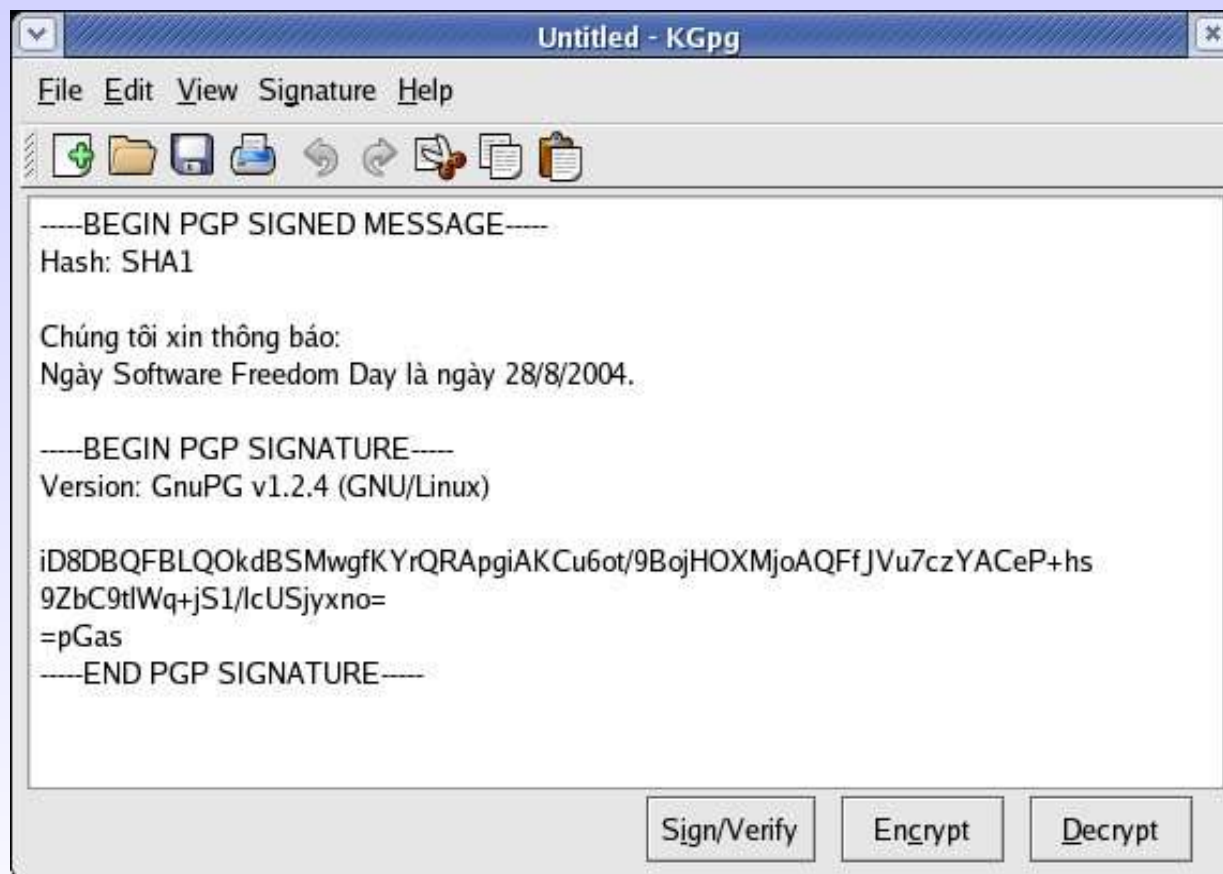 Untitled - KGpg
File Edit View Signature Help
-----BEGIN PGP SIGNED MESSAGE-----
Hash: SHA1
Chúng tôi xin thông báo:
Ngày Software Freedom Day là ngày 28/8/2004.
-----BEGIN PGP SIGNATURE-----
Version: GnuPG v1.2.4 (GNU/Linux)
iD8DBQFBLQOkdBSMwgfKYrQRApgiAKCu6ot/9BojHOXMjoAQFfJVu7czYACeP+hs
9ZbC9tlWq+jS1/lcUSjyxno=
=pGas
-----END PGP SIGNATURE-----
Sign/Verify Encrypt Decrypt